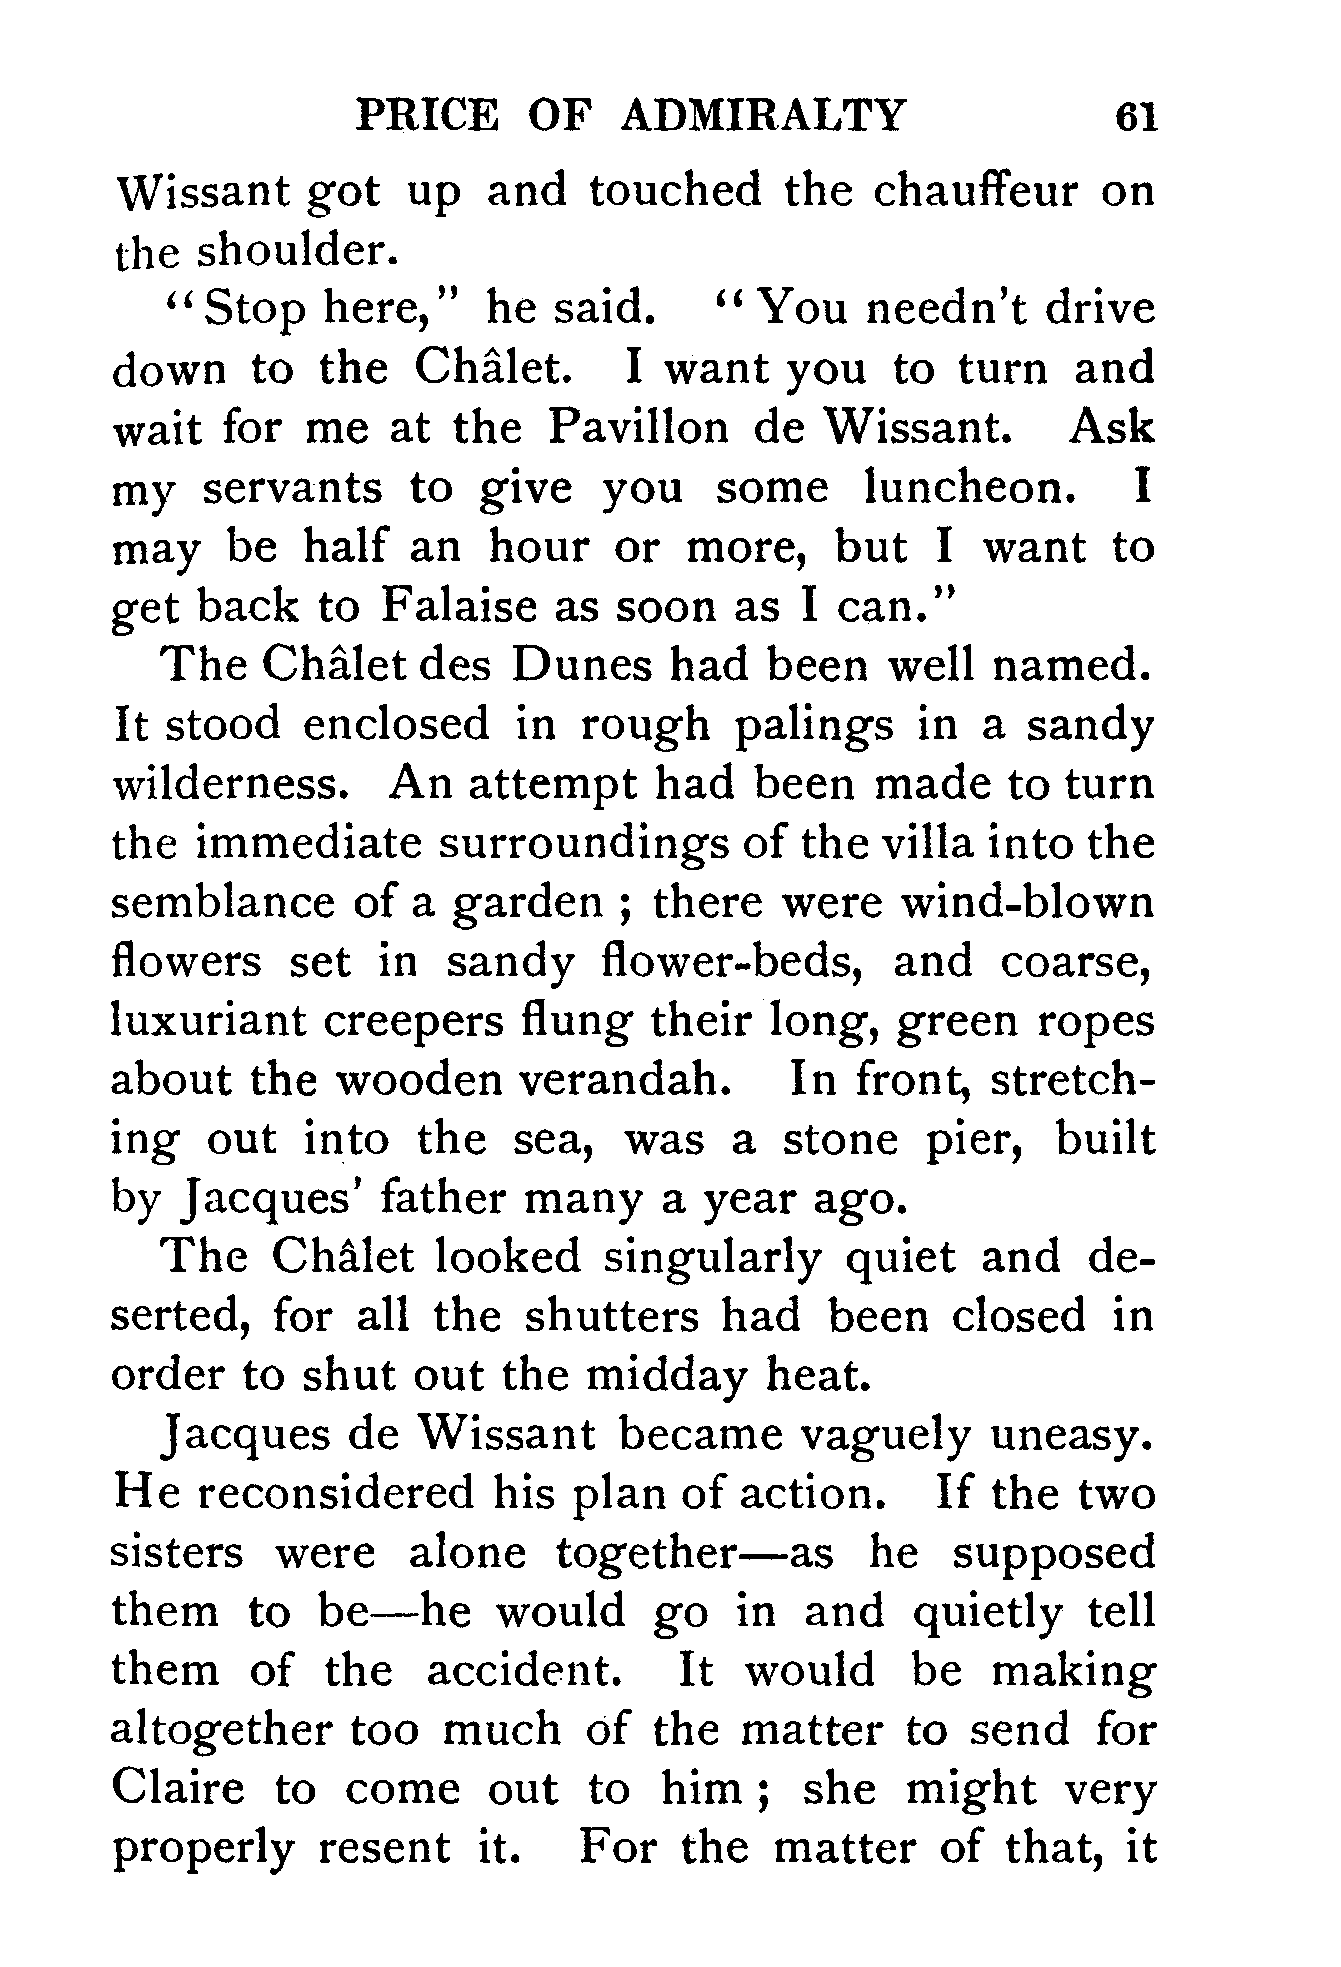 PRICE OF ADMIRALTY 61
Wissant got up and touched the chauffeur on
the shoulder.
“Stop here,” he said. “You needn't drive
down to the Châlet. I want you to turn and
wait for me at the Pavillon de Wissant. Ask
my servants to give you some luncheon. I
may be half an hour or more, but I want to
get back to Falaise as soon as I can.”
The Châlet des Dunes had been well named.
It stood enclosed in rough palings in a sandy
wilderness. An attempt had been made to turn
the immediate surroundings of the villa into the
semblance of a garden ; there were wind-blown
flowers set in sandy flower-beds, and coarse,
luxuriant creepers flung their long, green ropes
about the wooden verandah. In front, stretch-
ing out into the sea, was a stone pier, built
by Jacques' father many a year ago.
The Châlet looked singularly quiet and de-
serted, for all the shutters had been closed in
order to shut out the midday heat.
Jacques de Wissant became vaguely uneasy.
He reconsidered his plan of action. If the two
sisters were alone together—as he supposed
them to be—he would go in and quietly tell
them of the accident. It would be making
altogether too much of the matter to send for
Claire to come out to him ; she might very
properly resent it. For the matter of that, it